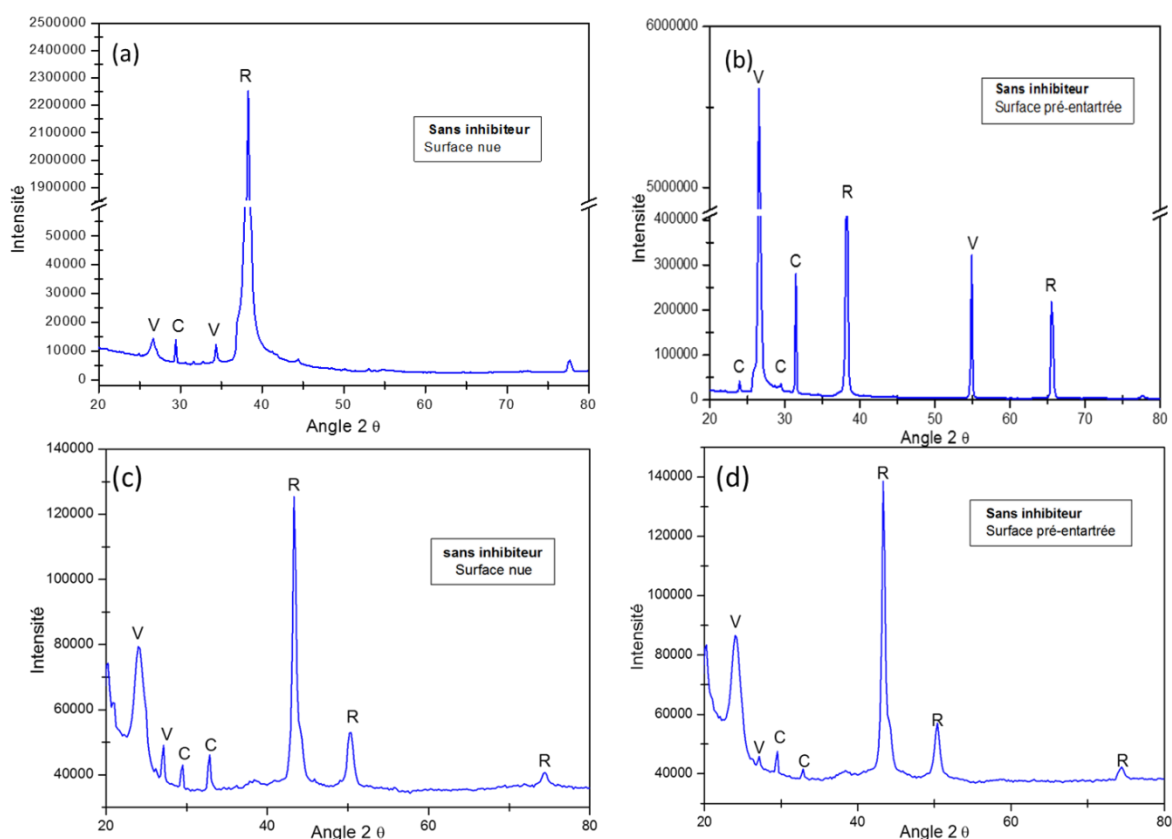 (a)
Intensité
2500000
2400000
2300000
2200000
2100000
2000000
1900000
50000
40000
30000
20000
10000
0
V
C
V
R
Sans inhibiteur
Surface nue
20 30 40 50 60 70 80
Angle 2 θ
(b)
Intensité
6000000
5000000
400000
300000
200000
100000
0
C
V
C
C
R
V
R
Sans inhibiteur
Surface pré-entartrée
20 30 40 50 60 70 80
Angle 2 θ
(c)
Intensité
140000
120000
100000
80000
60000
40000
V
V
C
C
R
R
R
sans inhibiteur
Surface nue
20 40 60 80
Angle 2 θ
(d)
Intensité
140000
120000
100000
80000
60000
40000
V
V
C
C
R
R
R
Sans inhibiteur
Surface pré-entartrée
20 40 60 80
Angle 2 θ